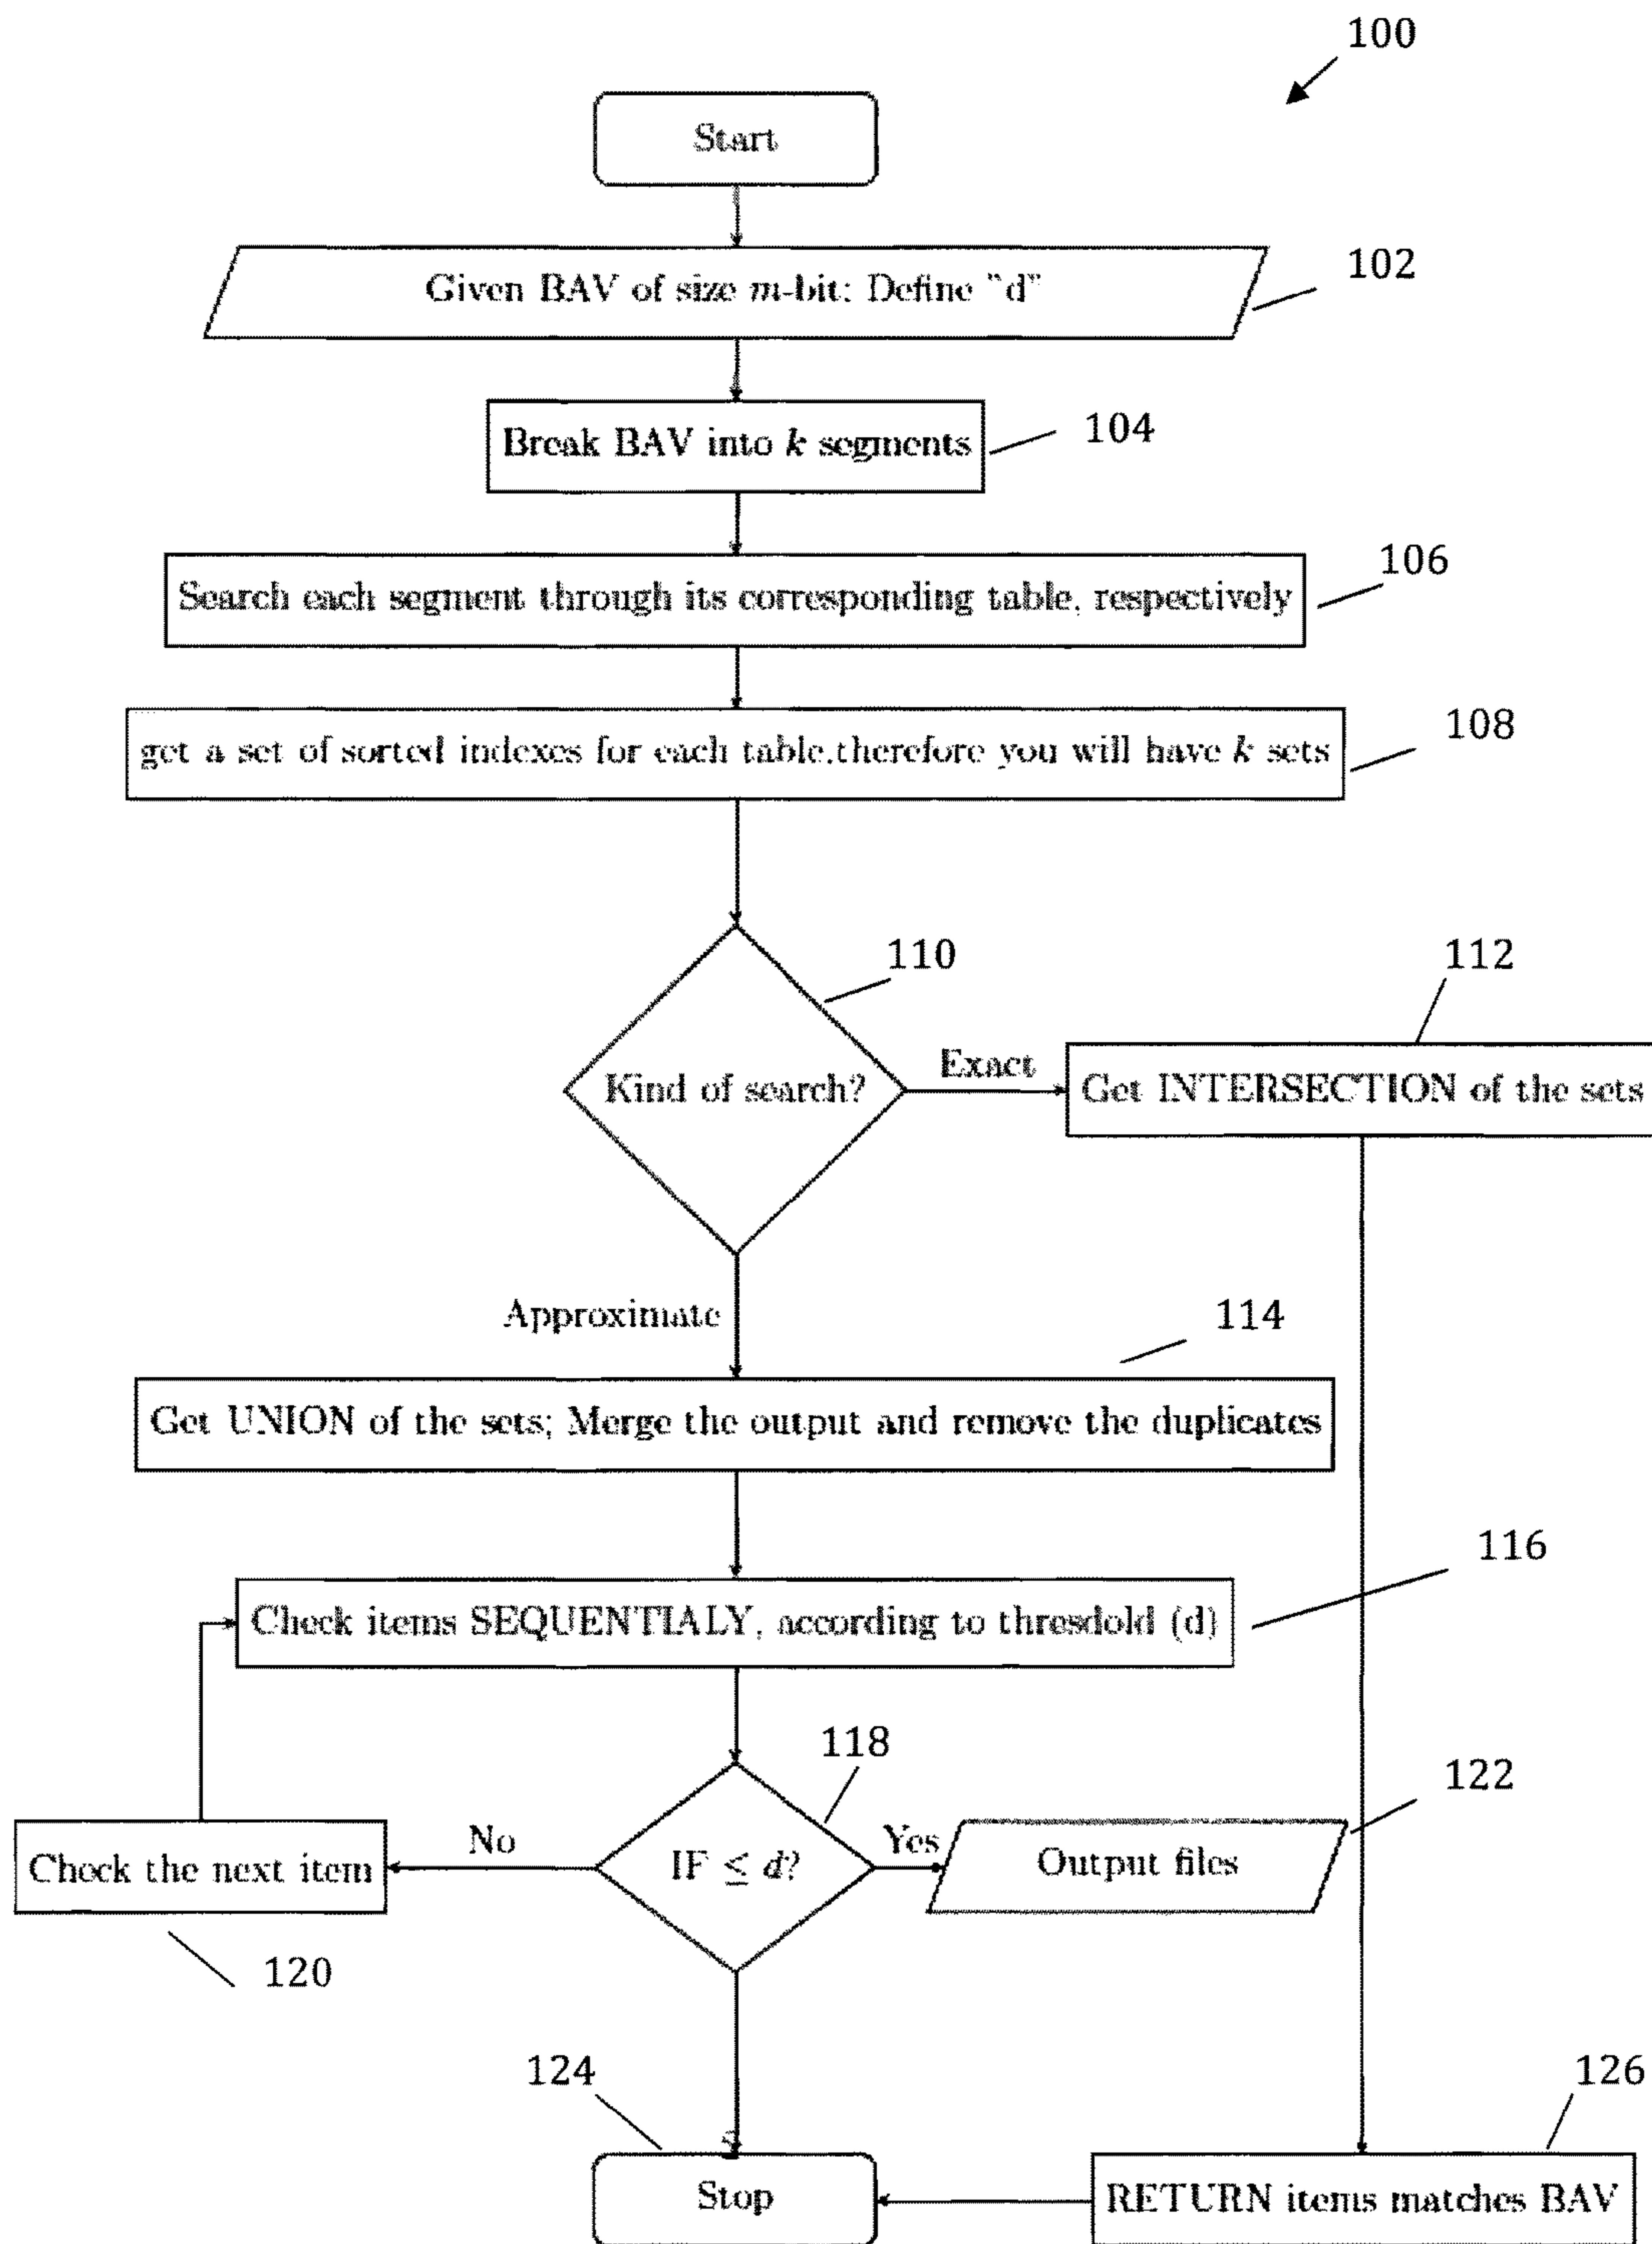 100
Start
Given BAV of size m-bit; Define "d"
102
Break BAV into k segments
104
Search each segment through its corresponding table, respectively
106
get a set of sorted indexes for each table.therefore you will have k sets
108
110
112
Kind of search?
Exact
Get INTERSECTION of the sets
Approximate
114
Get UNION of the sets; Merge the output and remove the duplicates
116
Check items SEQUENTIALY, according to thresdold (d)
118
122
Check the next item
No
IF ≤ d?
Yes
Output files
120
124
126
Stop
RETURN items matches BAV